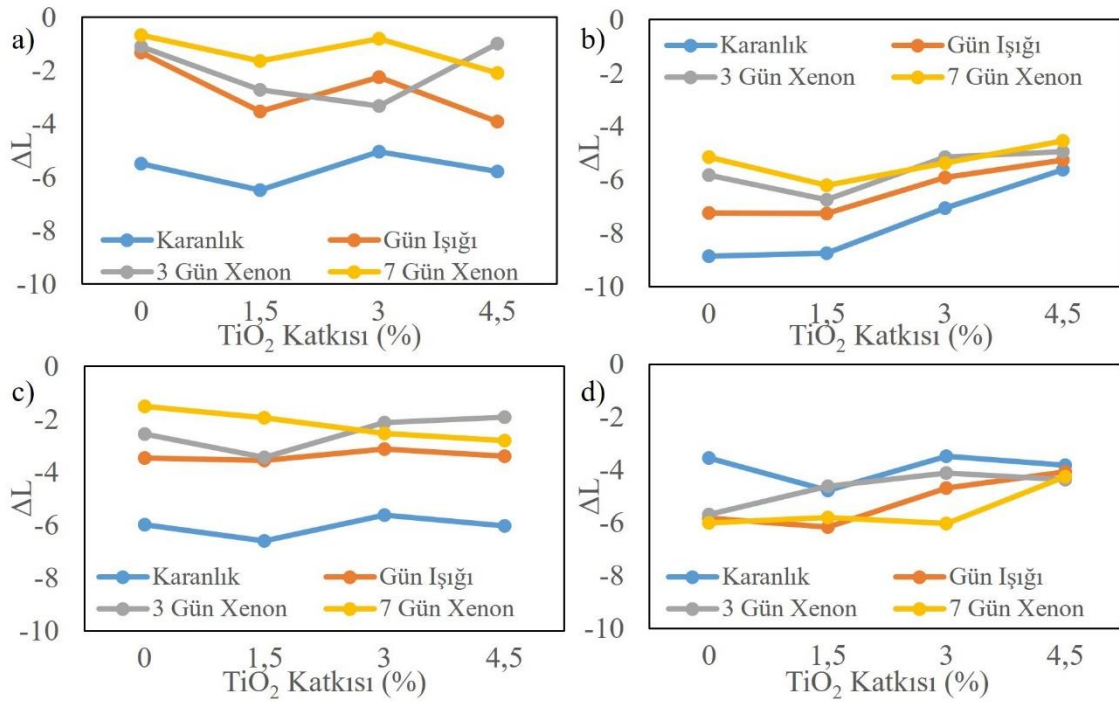 a)
0
-2
-4
-6
-8
-10
ΔL
Karanlık Gün Işığı
3 Gün Xenon 7 Gün Xenon
0 1,5 3 4,5
TiO₂ Katkısı (%)
b)
0
-2
-4
-6
-8
-10
ΔL
Karanlık Gün Işığı
3 Gün Xenon 7 Gün Xenon
0 1,5 3 4,5
TiO₂ Katkısı (%)
c)
0
-2
-4
-6
-8
-10
ΔL
Karanlık Gün Işığı
3 Gün Xenon 7 Gün Xenon
0 1,5 3 4,5
TiO₂ Katkısı (%)
d)
0
-2
-4
-6
-8
-10
ΔL
Karanlık Gün Işığı
3 Gün Xenon 7 Gün Xenon
0 1,5 3 4,5
TiO₂ Katkısı (%)